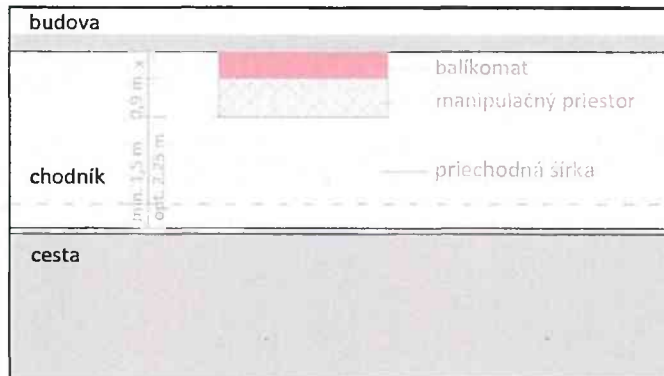 budova
balíkomat
manipulačný priestor
0,9 m x
priechodná šírka
chodník
min. 1,5 m
opt. 2,25 m
cesta